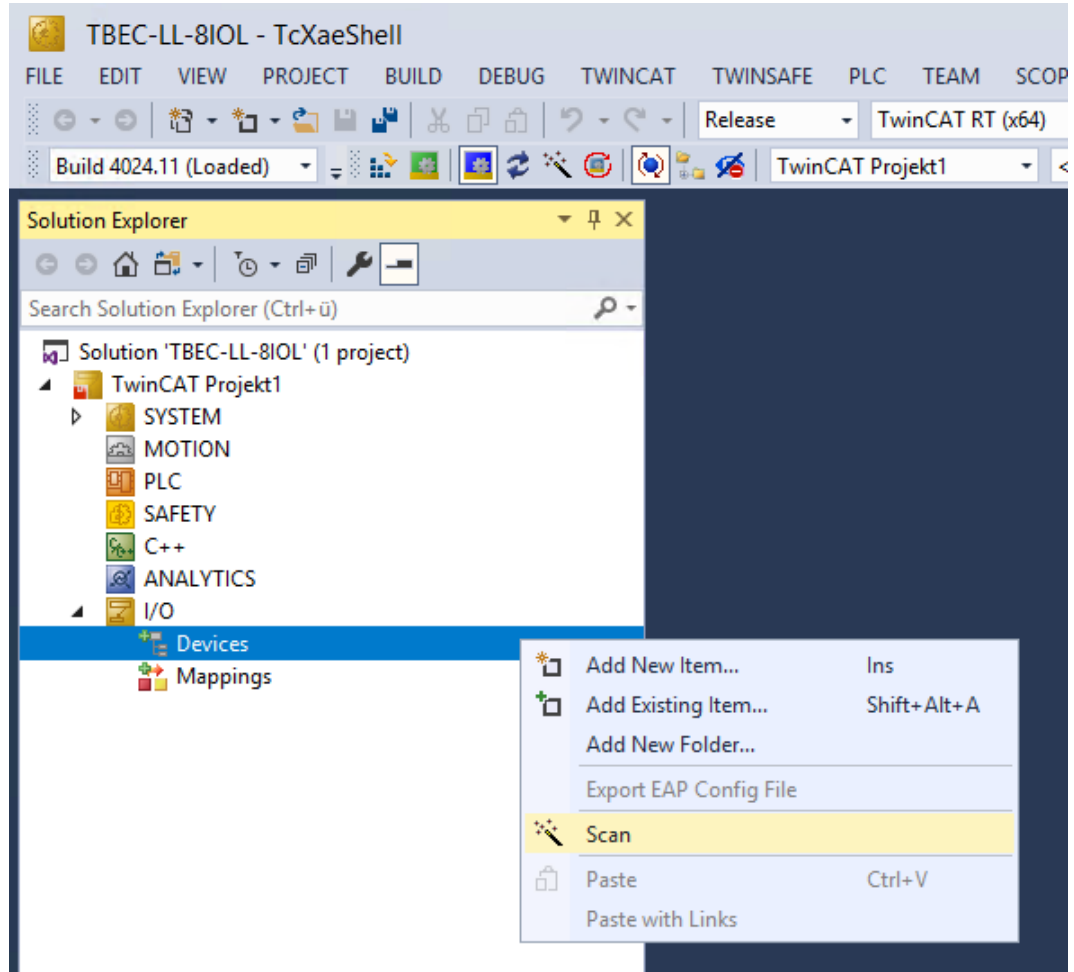 TBEC-LL-8IOL - TcXaeShell
FILE EDIT VIEW PROJECT BUILD DEBUG TWINCAT TWINSAFE PLC TEAM SCOP
Release TwinCAT RT (x64)
Build 4024.11 (Loaded) TwinCAT Projekt1 <
Solution Explorer
Search Solution Explorer (Ctrl+ü)
Solution 'TBEC-LL-8IOL' (1 project)
TwinCAT Projekt1
SYSTEM
MOTION
PLC
SAFETY
C++
ANALYTICS
I/O
Devices
Mappings
Add New Item... Ins
Add Existing Item... Shift+Alt+A
Add New Folder...
Export EAP Config File
Scan
Paste Ctrl+V
Paste with Links